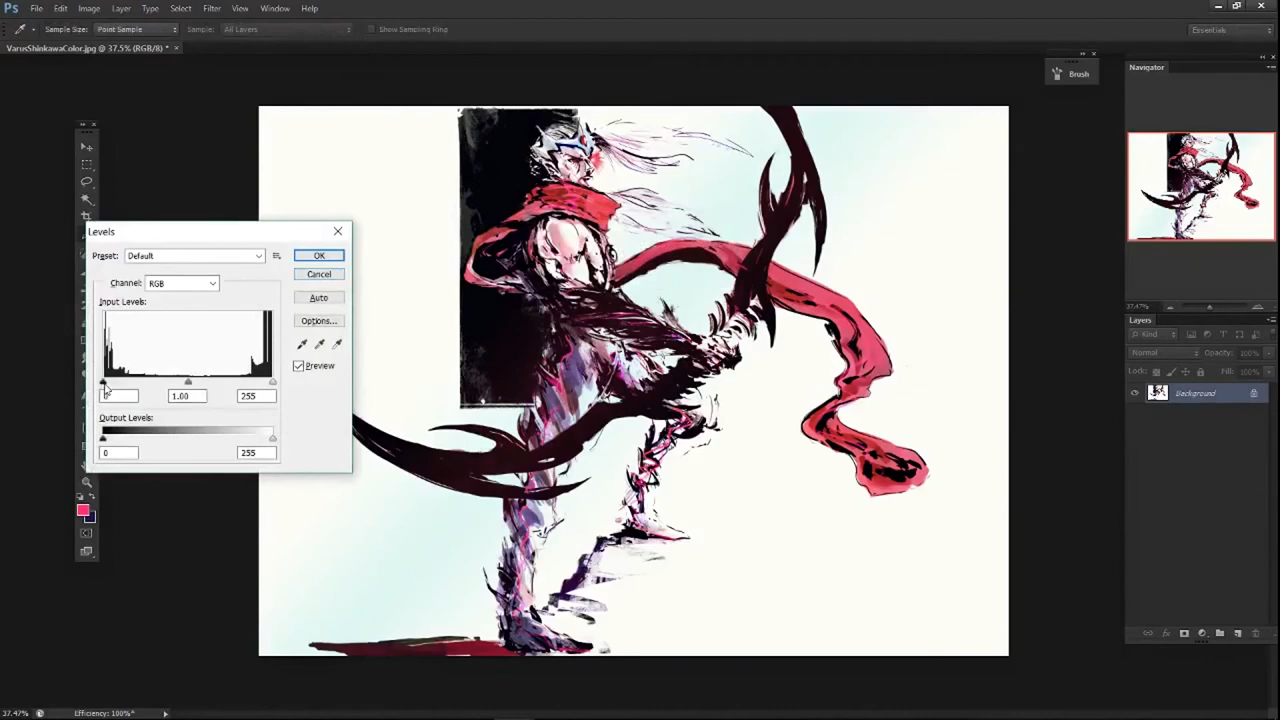 Ps File Edit Image Layer Type Select Filter View Window Help
Sample Size: Point Sample Sample: All Layers Show Sampling Ring Essentials
VarusShinkawaColor.jpg @ 37.5% (RGB/8) * ×
Brush
Navigator
Levels
Preset: Default OK
Cancel
Channel: RGB
Auto
Input Levels:
Options...
Preview
1.00 255
Output Levels:
0 255
37.47%
Layers
Kind
Normal Opacity: 100%
Lock: Fill: 100%
Background
37.47% Efficiency: 100%*